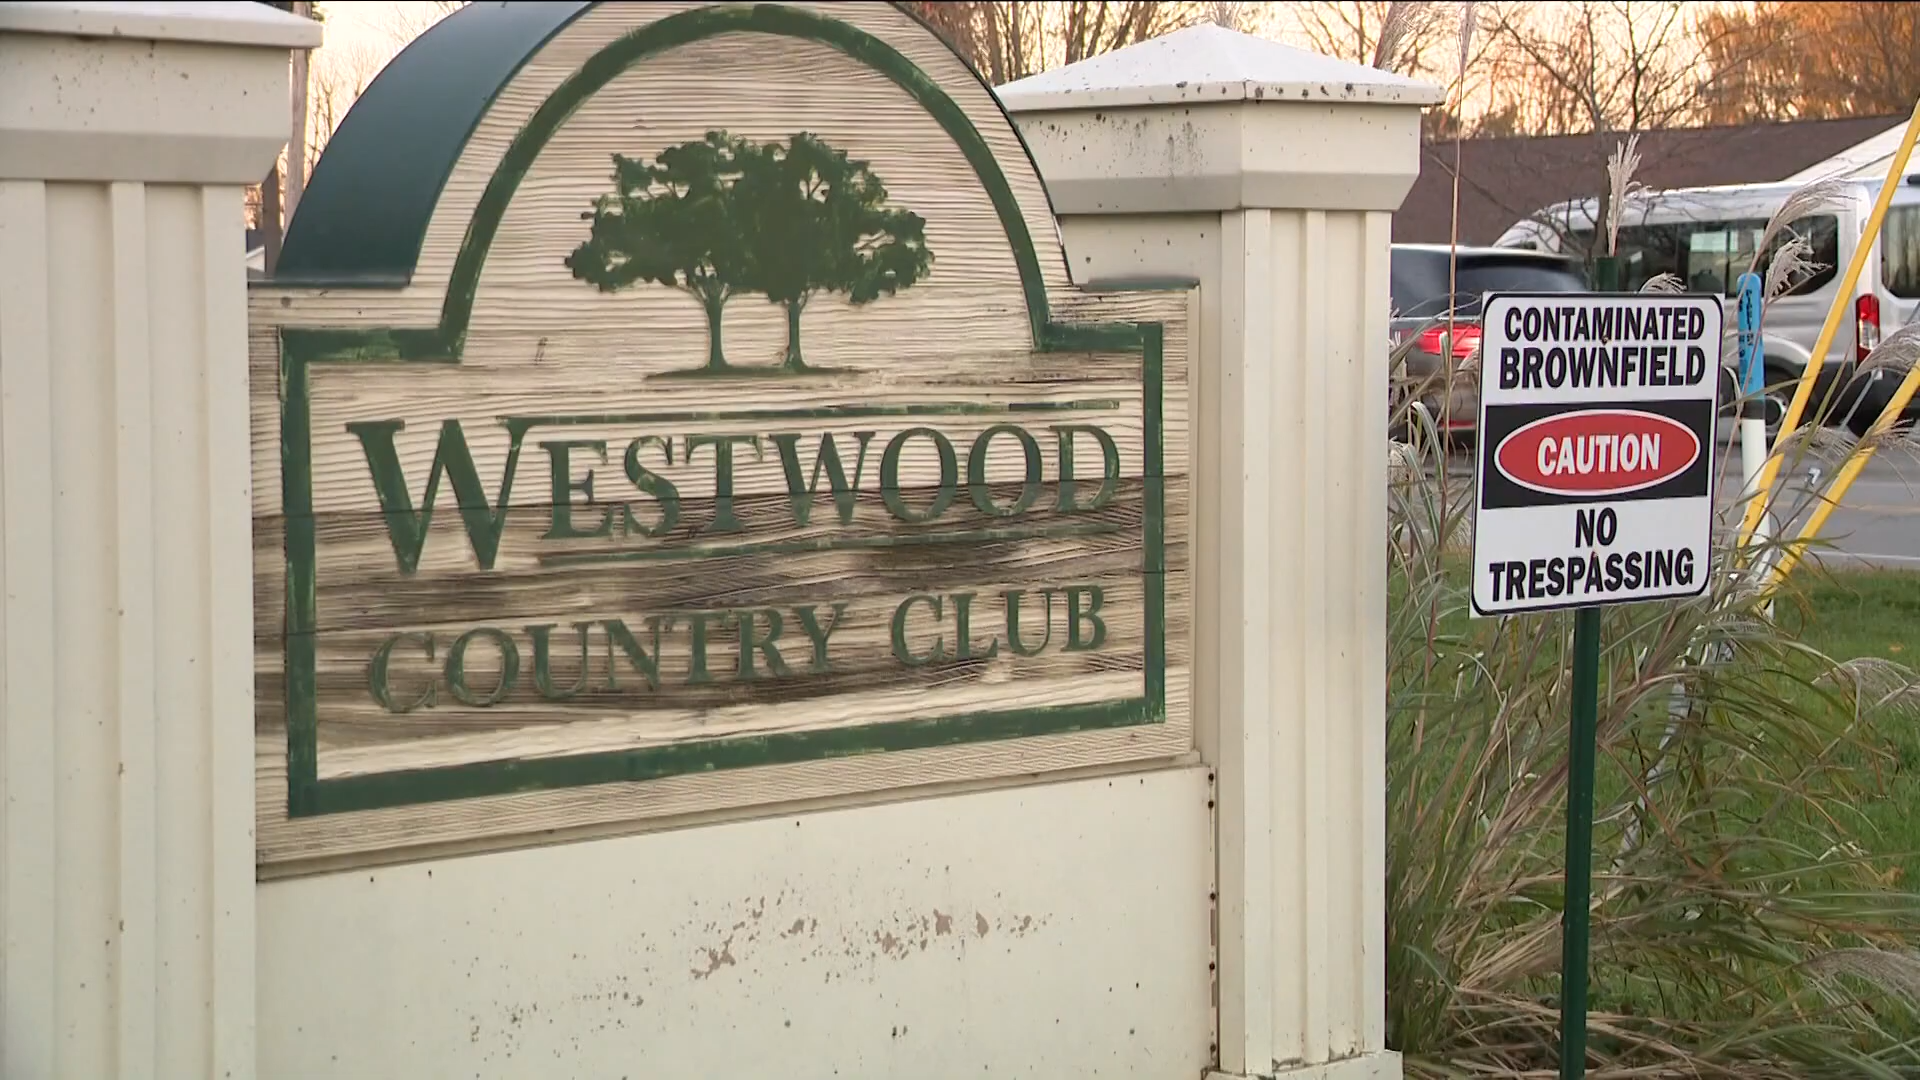 WESTWOOD
COUNTRY CLUB
CONTAMINATED
BROWNFIELD
CAUTION
NO
TRESPASSING